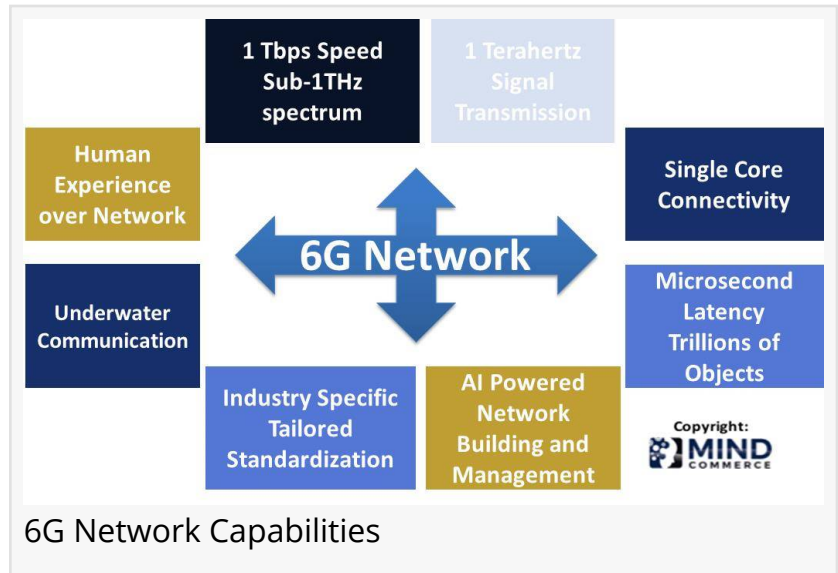 1 Tbps Speed
Sub-1THz
spectrum
1 Terahertz
Signal
Transmission
Human
Experience
over Network
Single Core
Connectivity
6G Network
Underwater
Communication
Microsecond
Latency
Trillions of
Objects
Industry Specific
Tailored
Standardization
AI Powered
Network
Building and
Management
Copyright:
MIND
COMMERCE
6G Network Capabilities